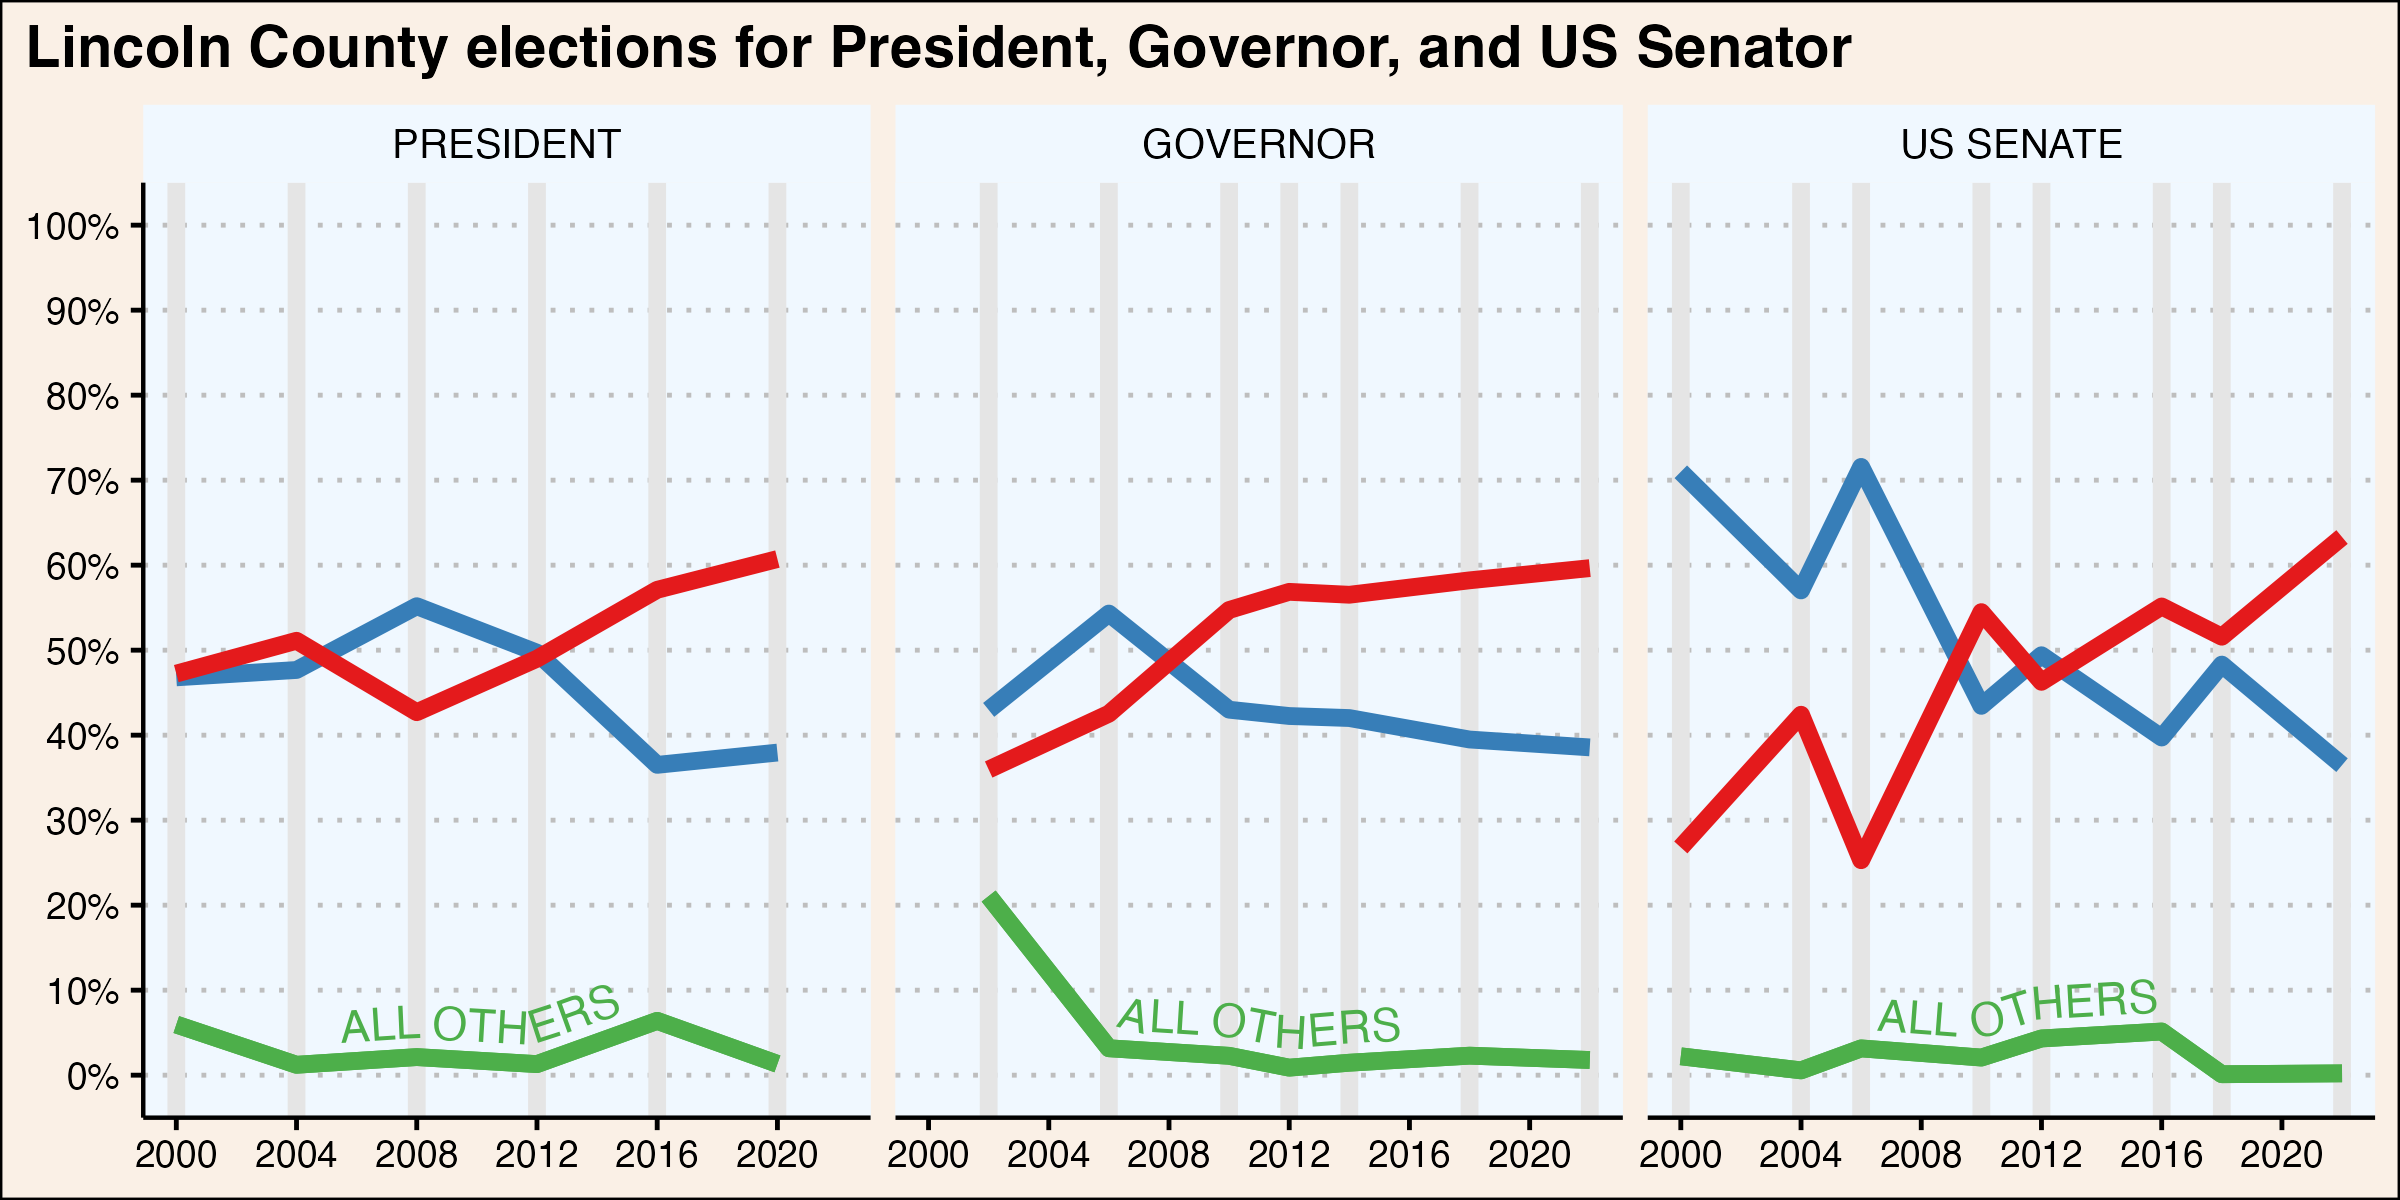 Lincoln County elections for President, Governor, and US Senator
PRESIDENT GOVERNOR US SENATE
100%
90%
80%
70%
60%
50%
40%
30%
20%
10%
0%
ALL OTHERS ALL OTHERS ALL OTHERS
2000 2004 2008 2012 2016 2020 2000 2004 2008 2012 2016 2020 2000 2004 2008 2012 2016 2020